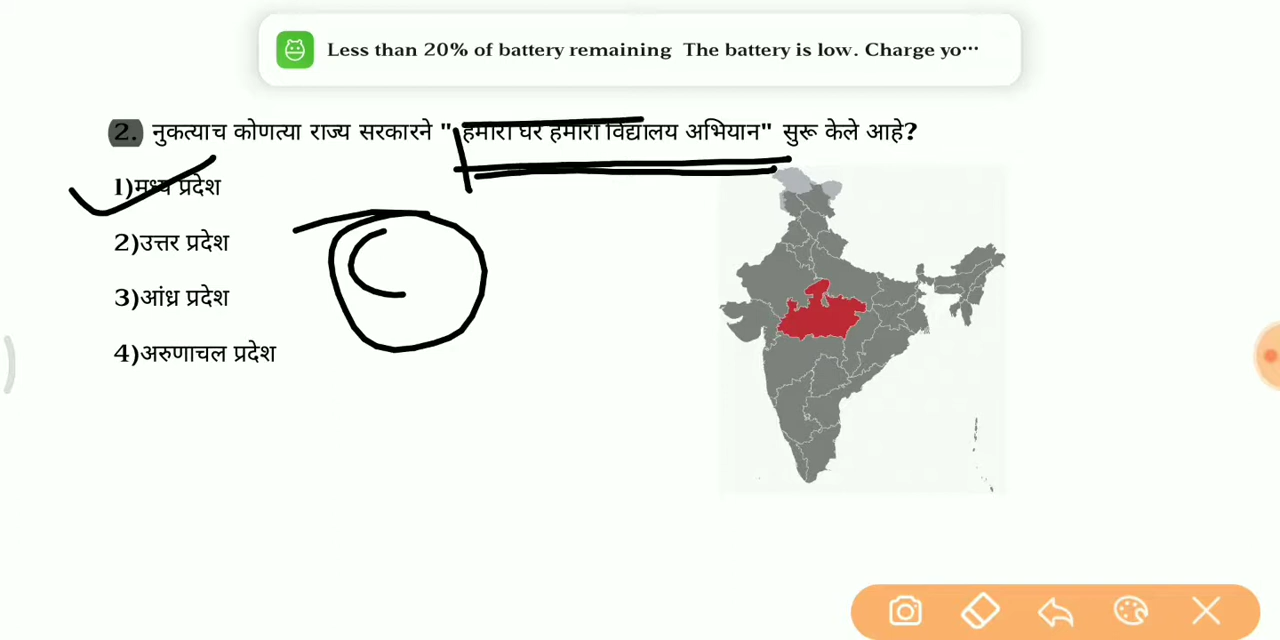 Less than 20% of battery remaining The battery is low. Charge yo···
2. नुकत्याच कोणत्या राज्य सरकारने " हमारा घर हमारा विद्यालय अभियान" सुरू केले आहे?
1)मध्य प्रदेश
2)उत्तर प्रदेश
3)आंध्र प्रदेश
4)अरुणाचल प्रदेश